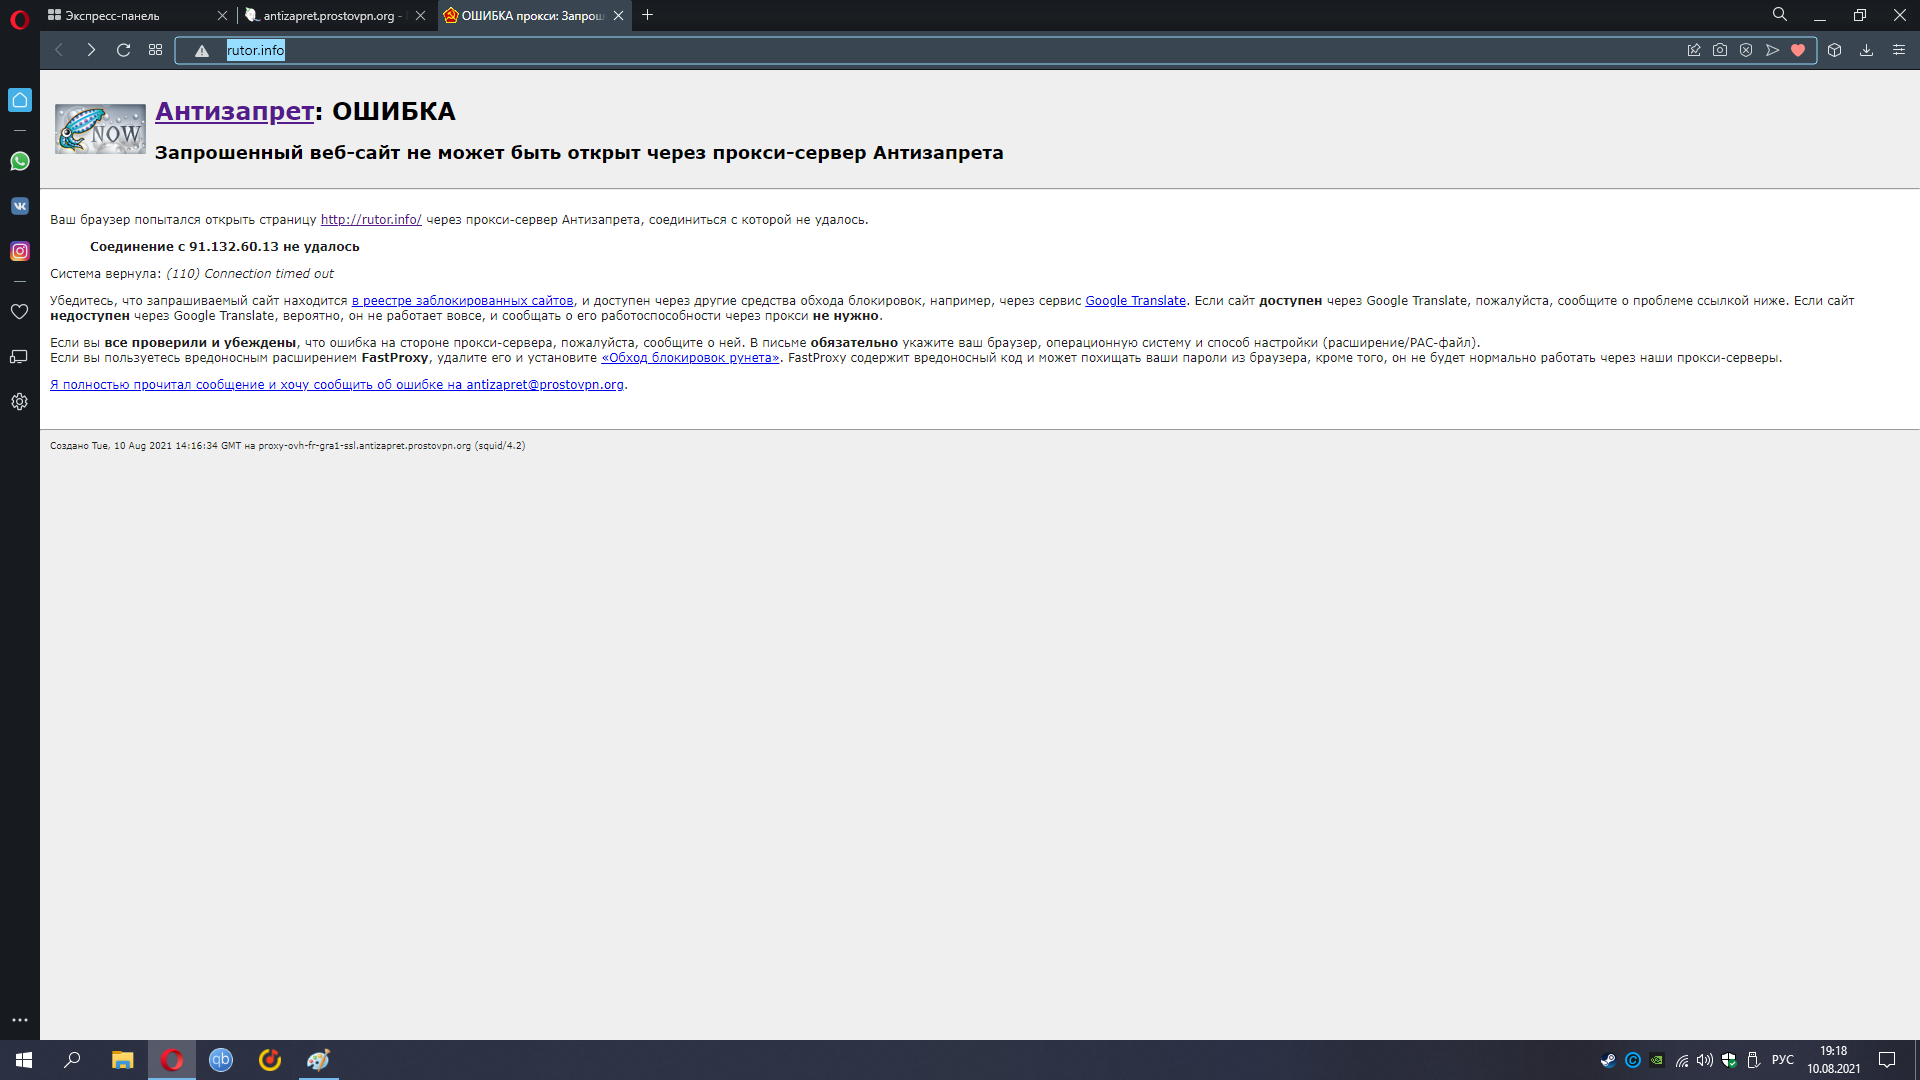 Экспресс-панель
antizapret.prostovpn.org -
ОШИБКА прокси: Запрош
rutor.info
NOW
Антизапрет: ОШИБКА
Запрошенный веб-сайт не может быть открыт через прокси-сервер Антизапрета
Ваш браузер попытался открыть страницу http://rutor.info/ через прокси-сервер Антизапрета, соединиться с которой не удалось.
Соединение с 91.132.60.13 не удалось
Система вернула: (110) Connection timed out
Убедитесь, что запрашиваемый сайт находится в реестре заблокированных сайтов, и доступен через другие средства обхода блокировок, например, через сервис Google Translate. Если сайт доступен через Google Translate, пожалуйста, сообщите о проблеме ссылкой ниже. Если сайт
недоступен через Google Translate, вероятно, он не работает вовсе, и сообщать о его работоспособности через прокси не нужно.
Если вы все проверили и убеждены, что ошибка на стороне прокси-сервера, пожалуйста, сообщите о ней. В письме обязательно укажите ваш браузер, операционную систему и способ настройки (расширение/PAC-файл).
Если вы пользуетесь вредоносным расширением FastProxy, удалите его и установите «Обход блокировок рунета». FastProxy содержит вредоносный код и может похищать ваши пароли из браузера, кроме того, он не будет нормально работать через наши прокси-серверы.
Я полностью прочитал сообщение и хочу сообщить об ошибке на antizapret@prostovpn.org.
Создано Tue, 10 Aug 2021 14:16:34 GMT на proxy-ovh-fr-gra1-ssl.antizapret.prostovpn.org (squid/4.2)
qb
РУС
19:18
10.08.2021